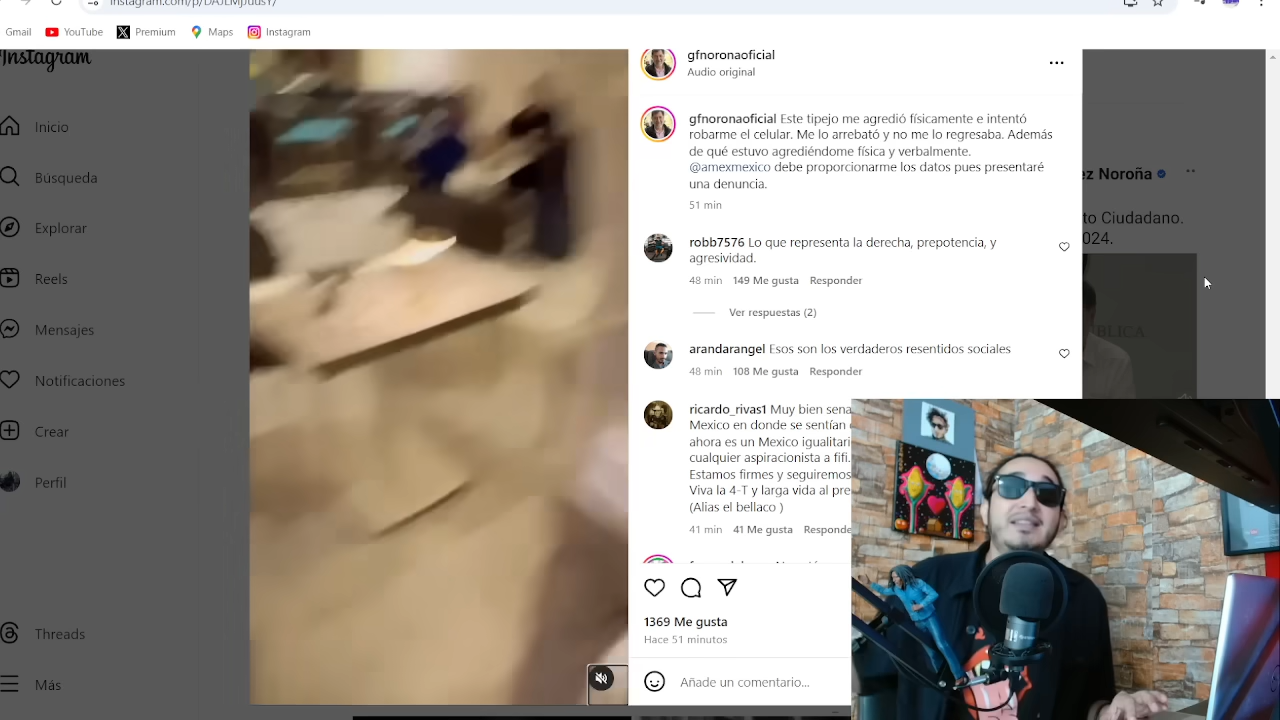 Gmail
YouTube
Premium
Maps
Instagram
Instagram
Inicio
Búsqueda
Explorar
Reels
Mensajes
Notificaciones
Crear
Perfil
Threads
Más
gfnoronaoficial
Audio original
gfnoronaoficial Este tipejo me agredió físicamente e intentó
robarme el celular. Me lo arrebató y no me lo regresaba. Además
de qué estuvo agrediéndome física y verbalmente.
@amexmexico debe proporcionarme los datos pues presentaré
una denuncia.
51 min
robb7576 Lo que representa la derecha, prepotencia, y
agresividad.
48 min 149 Me gusta Responder
Ver respuestas (2)
arandarangel Esos son los verdaderos resentidos sociales
48 min 108 Me gusta Responder
ricardo_rivas1 Muy bien sena
Mexico en donde se sentían
ahora es un Mexico igualitari
cualquier aspiracionista a fifi.
Estamos firmes y seguiremos
Viva la 4-T y larga vida al pre
(Alias el bellaco )
41 min 41 Me gusta Responde
1369 Me gusta
Hace 51 minutos
Añade un comentario...
ez Noroña
to Ciudadano.
024.
BLICA